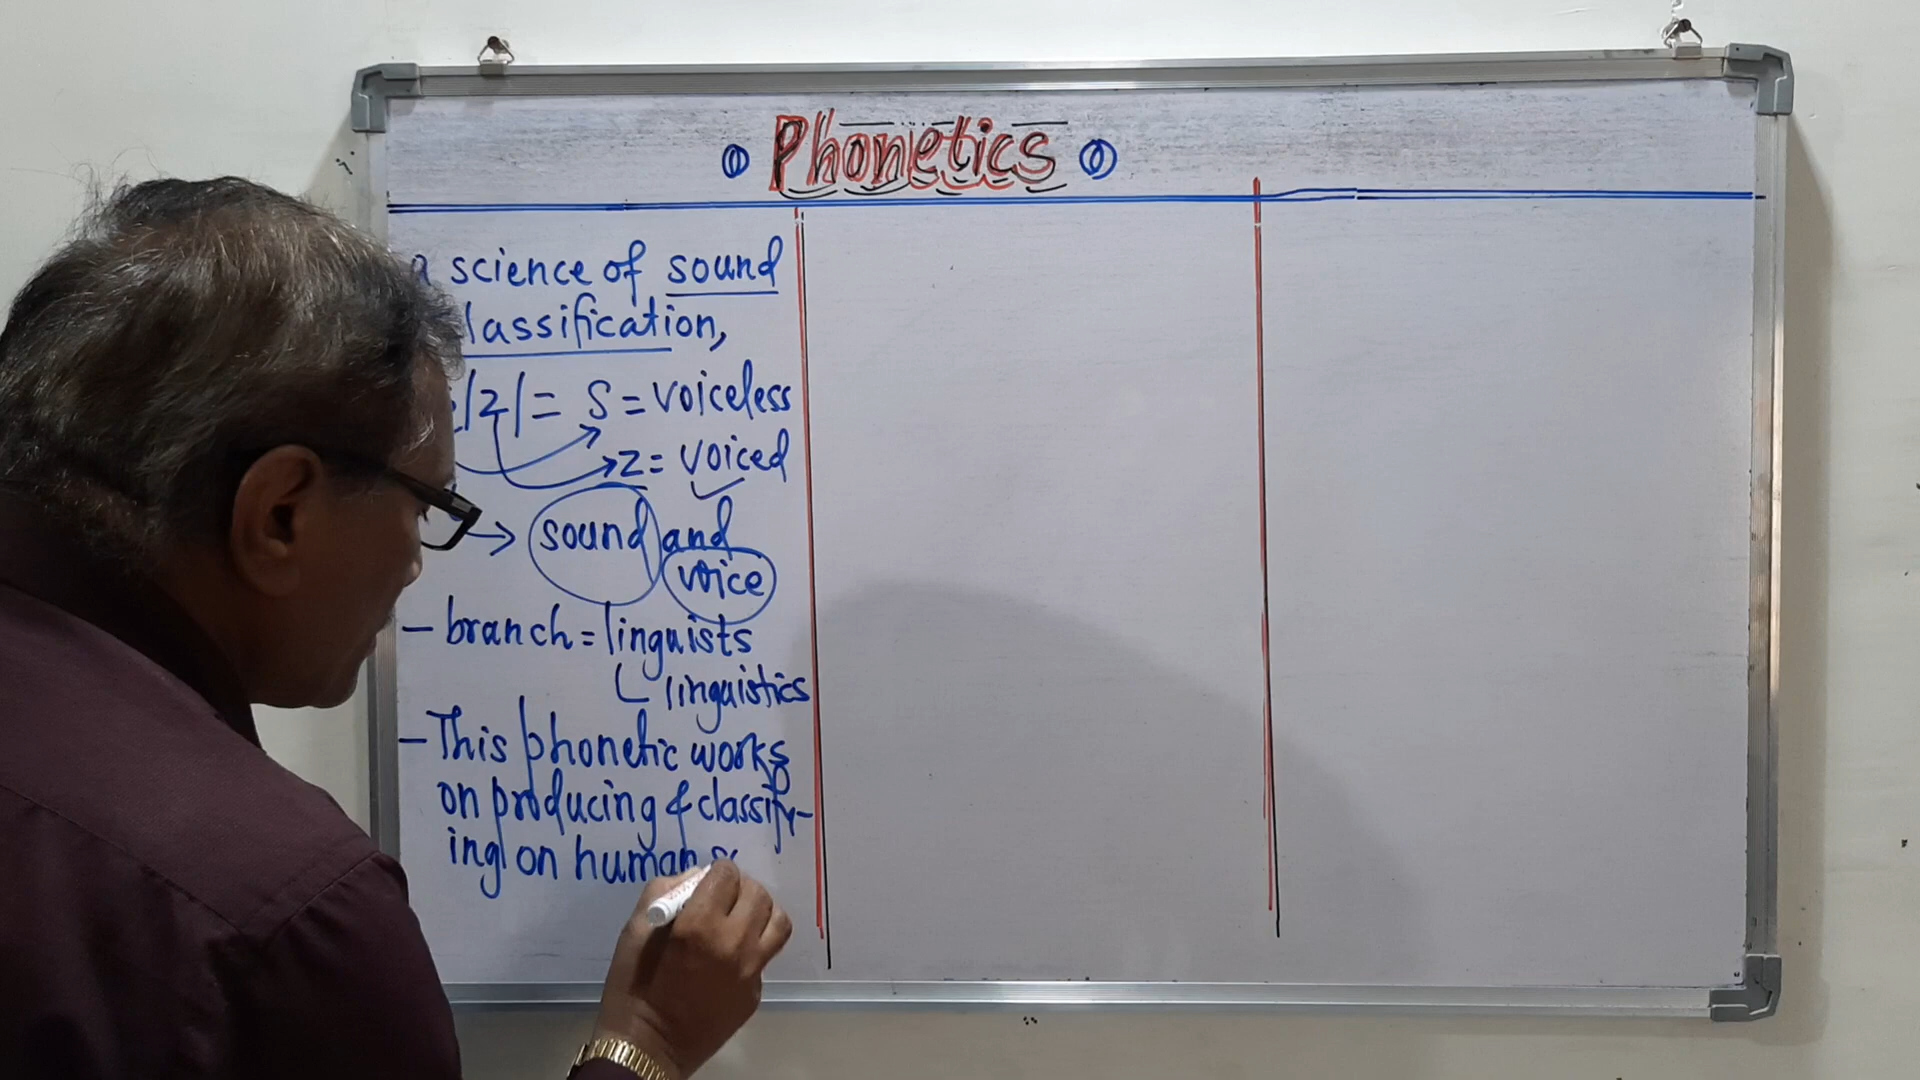 Phonetics
a science of sound
classification,
/z/ = S = voiceless
z = voiced
→ sound and
voice
- branch = linguists
linguistics
- This phonetic works
on producing & classify-
ing on human